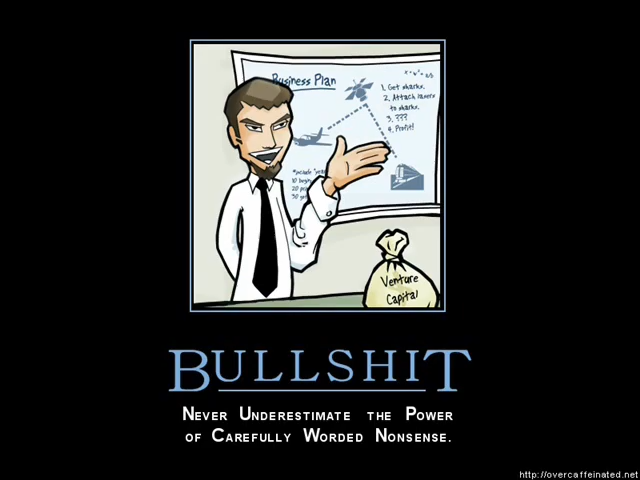 Business Plan
1. Get sharks.
2. Attach lasers
to sharks.
3. ???
4. Profit!
Venture
Capital
BULLSHIT
NEVER UNDERESTIMATE THE POWER
OF CAREFULLY WORDED NONSENSE.
http://overcaffeinated.net